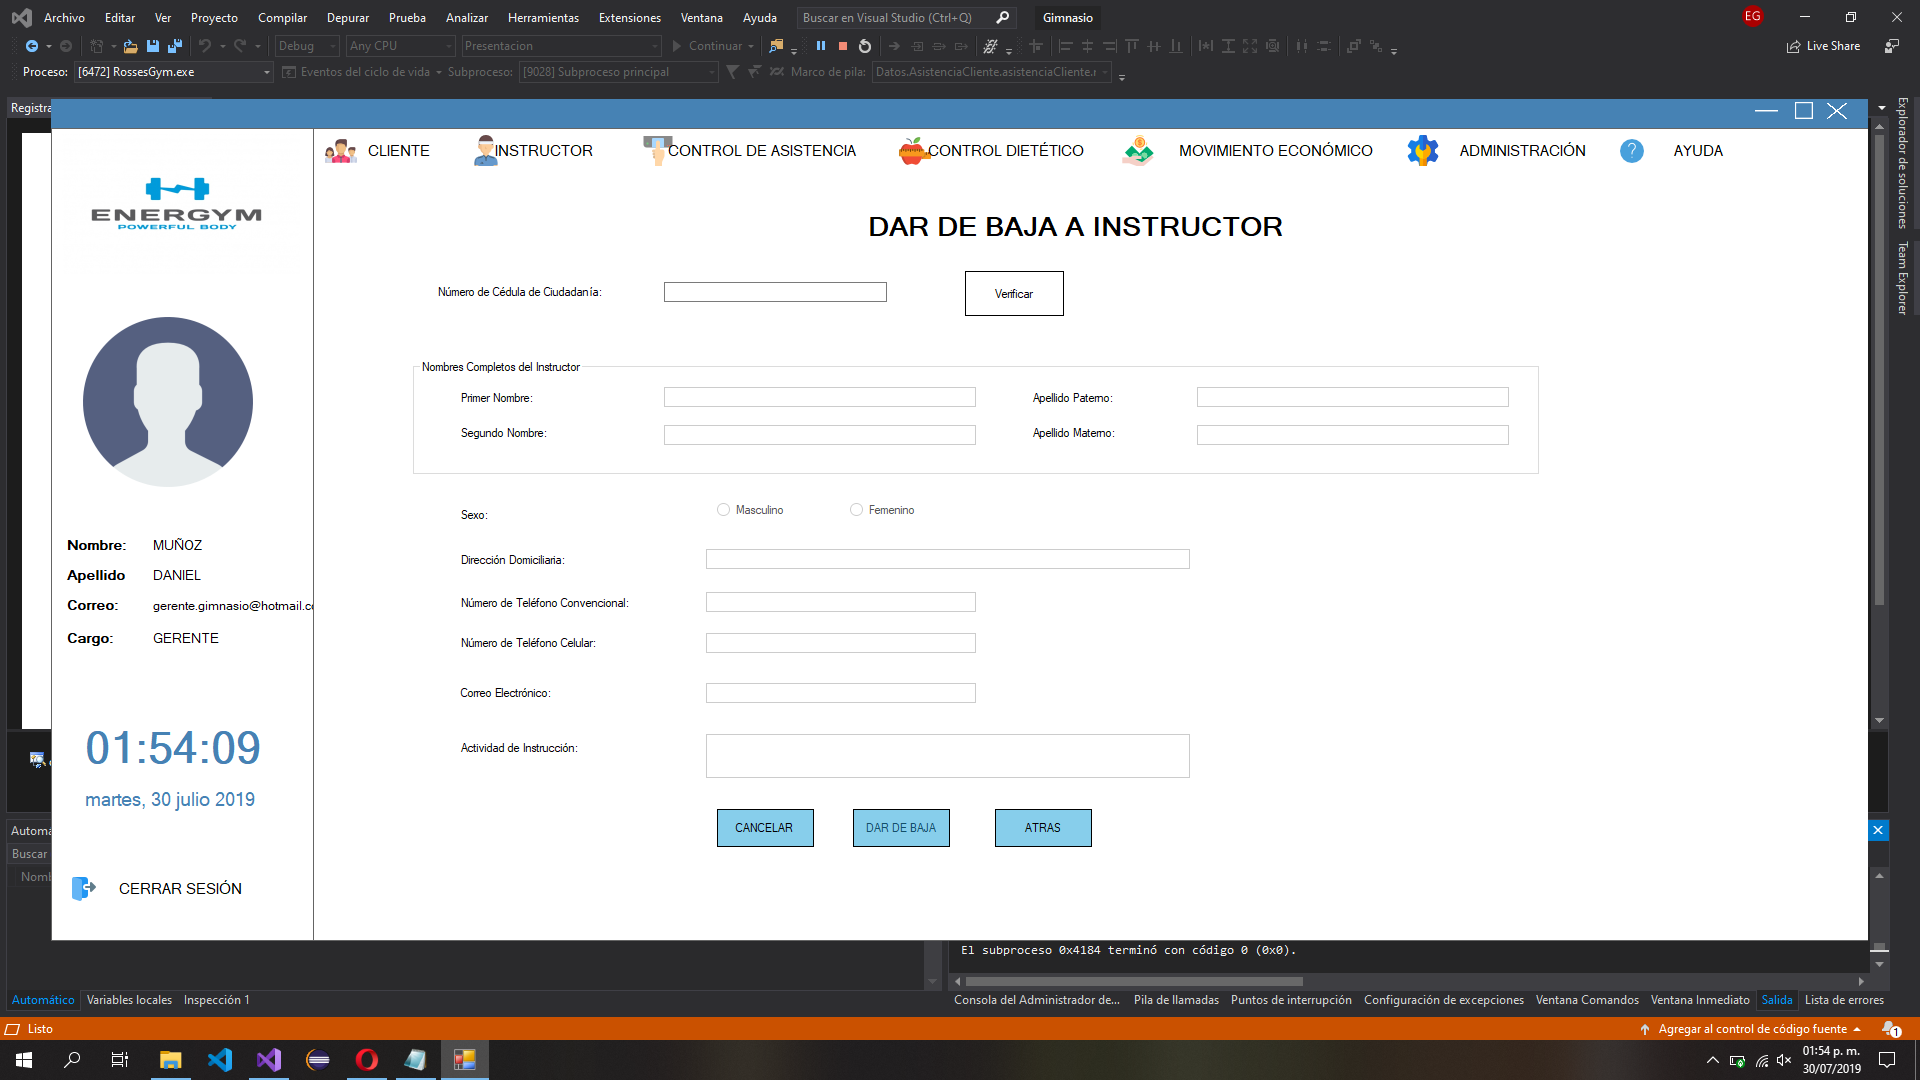 Archivo Editar Ver Proyecto Compilar Depurar Prueba Analizar Herramientas Extensiones Ventana Ayuda Buscar en Visual Studio (Ctrl+Q) Gimnasio EG
Debug Any CPU Presentacion Continuar Live Share
Proceso: [6472] RossesGym.exe Eventos del ciclo de vida Subproceso: [9028] Subproceso principal Marco de pila: Datos.AsistenciaCliente.asistenciaCliente.r
Registra
Explorador de soluciones
Team Explorer
CLIENTE INSTRUCTOR CONTROL DE ASISTENCIA CONTROL DIETÉTICO MOVIMIENTO ECONÓMICO ADMINISTRACIÓN ? AYUDA
ENERGYM
POWERFUL BODY
DAR DE BAJA A INSTRUCTOR
Número de Cédula de Ciudadanía: Verificar
Nombres Completos del Instructor
Primer Nombre: Apellido Paterno:
Segundo Nombre: Apellido Materno:
Sexo: Masculino Femenino
Dirección Domiciliaria:
Número de Teléfono Convencional:
Número de Teléfono Celular:
Correo Electrónico:
Actividad de Instrucción:
CANCELAR DAR DE BAJA ATRAS
Nombre: MUÑOZ
Apellido DANIEL
Correo: gerente.gimnasio@hotmail.co
Cargo: GERENTE
01:54:09
martes, 30 julio 2019
CERRAR SESIÓN
Automá
Buscar
Nomb
El subproceso 0x4184 terminó con código 0 (0x0).
Automático Variables locales Inspección 1
Consola del Administrador de... Pila de llamadas Puntos de interrupción Configuración de excepciones Ventana Comandos Ventana Inmediato Salida Lista de errores
Listo Agregar al control de código fuente 1
01:54 p. m.
30/07/2019